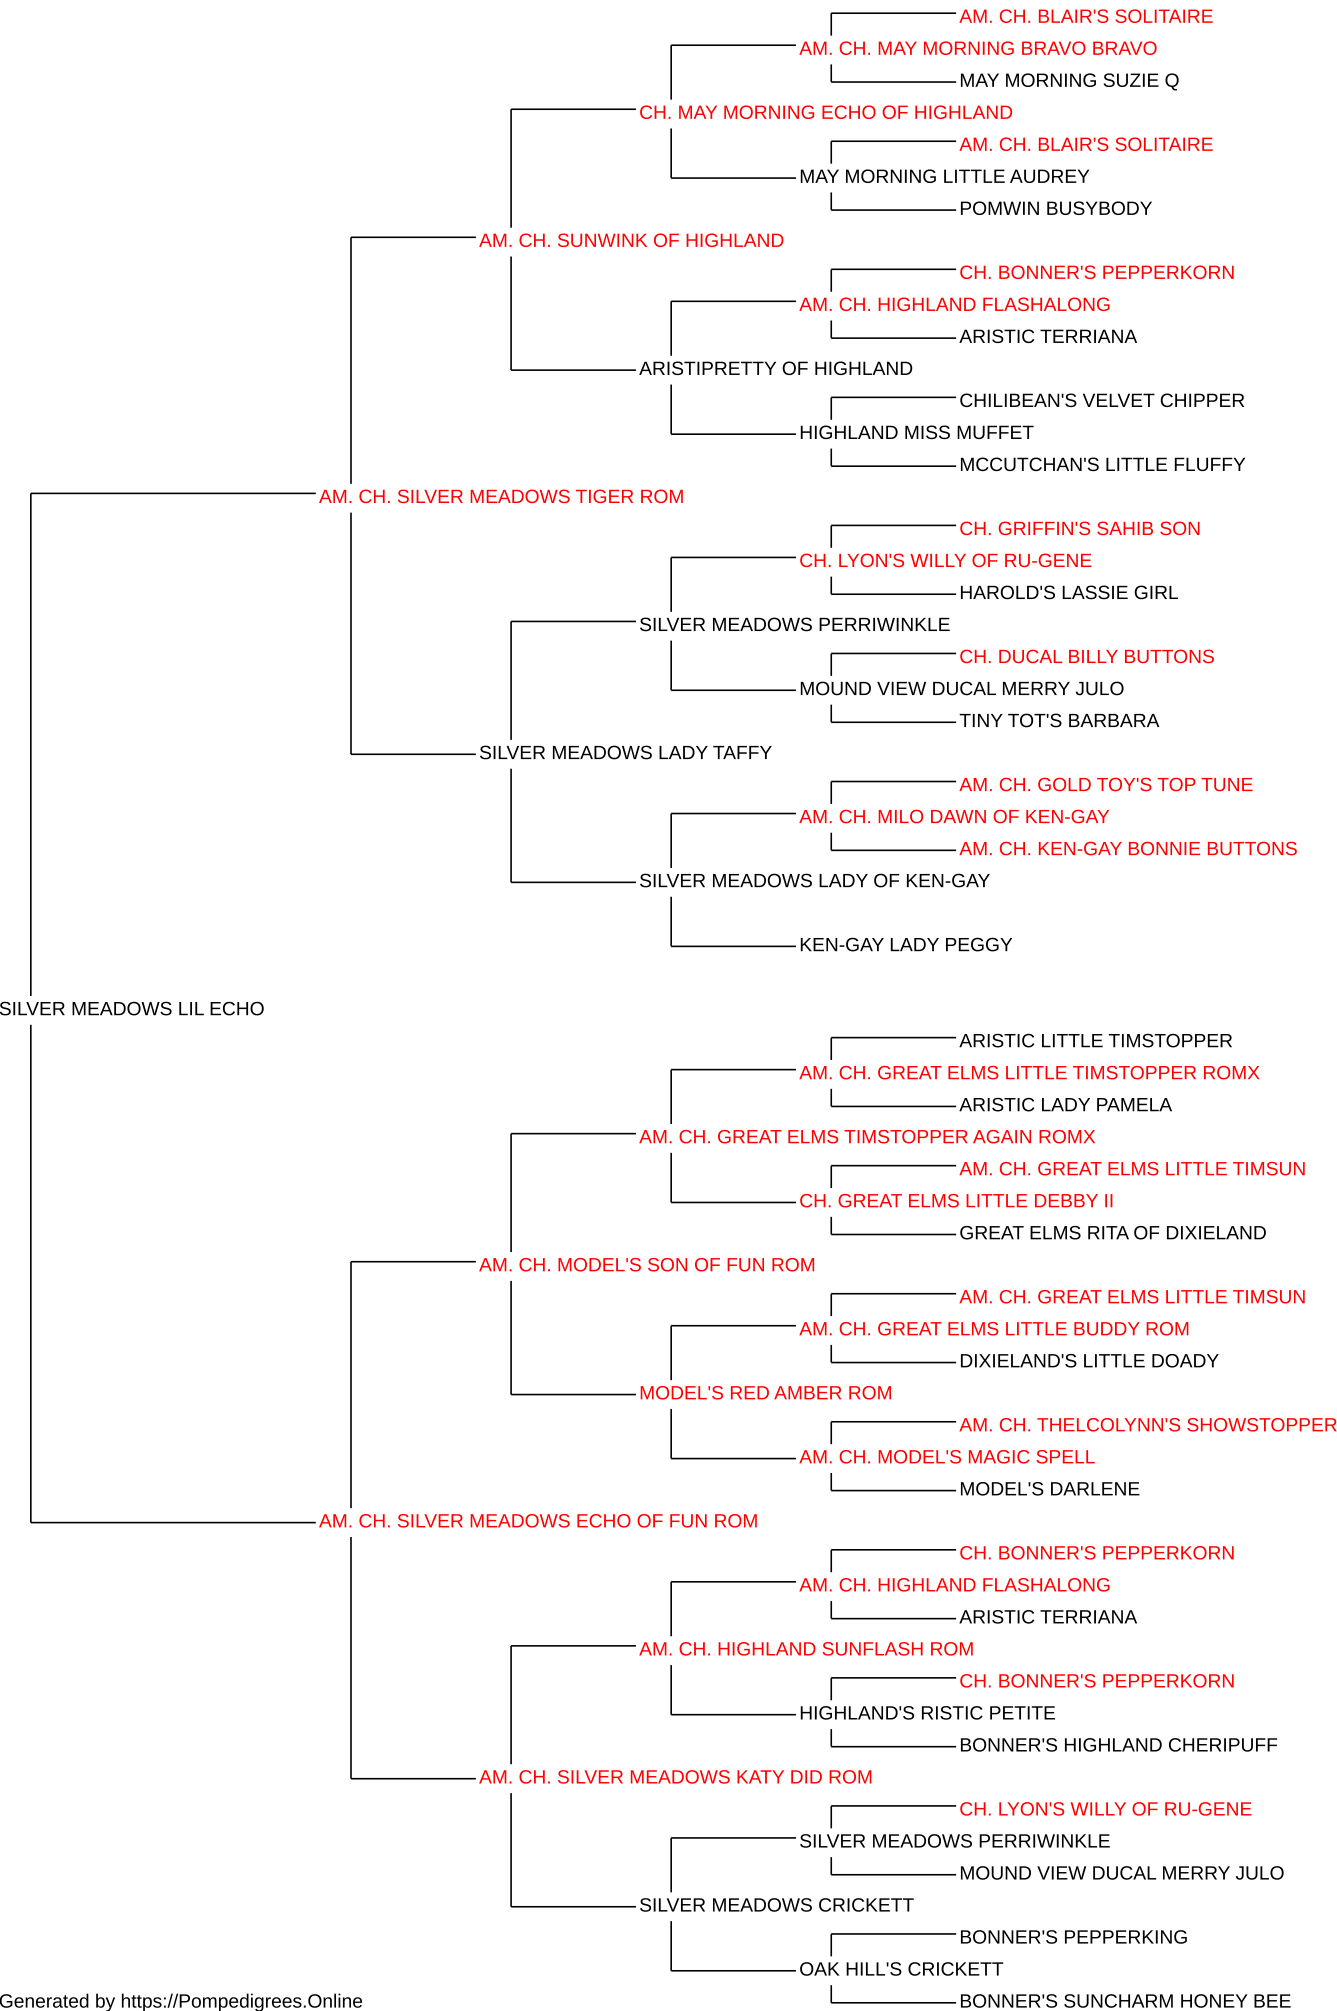 AM. CH. BLAIR'S SOLITAIRE
AM. CH. MAY MORNING BRAVO BRAVO
MAY MORNING SUZIE Q
CH. MAY MORNING ECHO OF HIGHLAND
AM. CH. BLAIR'S SOLITAIRE
MAY MORNING LITTLE AUDREY
POMWIN BUSYBODY
AM. CH. SUNWINK OF HIGHLAND
CH. BONNER'S PEPPERKORN
AM. CH. HIGHLAND FLASHALONG
ARISTIC TERRIANA
ARISTIPRETTY OF HIGHLAND
CHILIBEAN'S VELVET CHIPPER
HIGHLAND MISS MUFFET
MCCUTCHAN'S LITTLE FLUFFY
AM. CH. SILVER MEADOWS TIGER ROM
CH. GRIFFIN'S SAHIB SON
CH. LYON'S WILLY OF RU-GENE
HAROLD'S LASSIE GIRL
SILVER MEADOWS PERRIWINKLE
CH. DUCAL BILLY BUTTONS
MOUND VIEW DUCAL MERRY JULO
TINY TOT'S BARBARA
SILVER MEADOWS LADY TAFFY
AM. CH. GOLD TOY'S TOP TUNE
AM. CH. MILO DAWN OF KEN-GAY
AM. CH. KEN-GAY BONNIE BUTTONS
SILVER MEADOWS LADY OF KEN-GAY
KEN-GAY LADY PEGGY
SILVER MEADOWS LIL ECHO
ARISTIC LITTLE TIMSTOPPER
AM. CH. GREAT ELMS LITTLE TIMSTOPPER ROMX
ARISTIC LADY PAMELA
AM. CH. GREAT ELMS TIMSTOPPER AGAIN ROMX
AM. CH. GREAT ELMS LITTLE TIMSUN
CH. GREAT ELMS LITTLE DEBBY II
GREAT ELMS RITA OF DIXIELAND
AM. CH. MODEL'S SON OF FUN ROM
AM. CH. GREAT ELMS LITTLE TIMSUN
AM. CH. GREAT ELMS LITTLE BUDDY ROM
DIXIELAND'S LITTLE DOADY
MODEL'S RED AMBER ROM
AM. CH. THELCOLYNN'S SHOWSTOPPER
AM. CH. MODEL'S MAGIC SPELL
MODEL'S DARLENE
AM. CH. SILVER MEADOWS ECHO OF FUN ROM
CH. BONNER'S PEPPERKORN
AM. CH. HIGHLAND FLASHALONG
ARISTIC TERRIANA
AM. CH. HIGHLAND SUNFLASH ROM
CH. BONNER'S PEPPERKORN
HIGHLAND'S RISTIC PETITE
BONNER'S HIGHLAND CHERIPUFF
AM. CH. SILVER MEADOWS KATY DID ROM
CH. LYON'S WILLY OF RU-GENE
SILVER MEADOWS PERRIWINKLE
MOUND VIEW DUCAL MERRY JULO
SILVER MEADOWS CRICKETT
BONNER'S PEPPERKING
OAK HILL'S CRICKETT
BONNER'S SUNCHARM HONEY BEE
Generated by https://Pompedigrees.Online